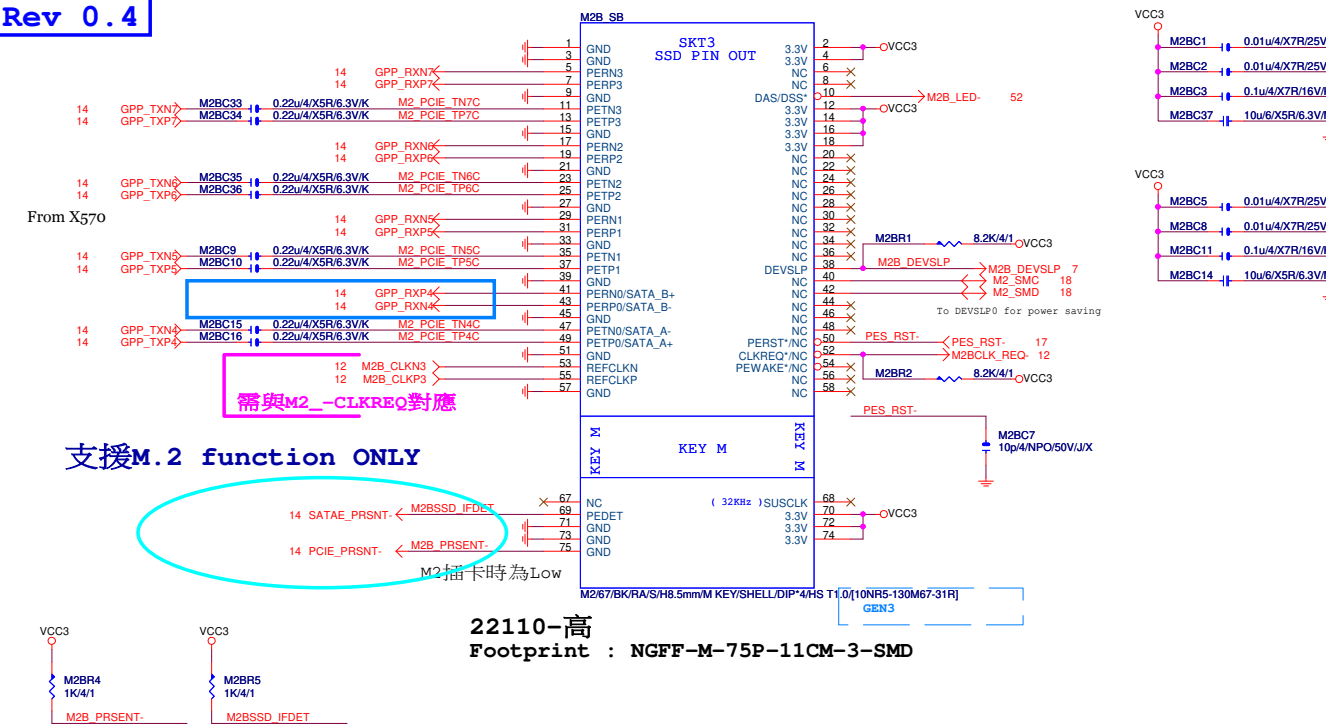 Rev 0.4
M2B_SB
SKT3
SSD PIN OUT
1 GND 3.3V 2 VCC3
3 GND 3.3V 4
14 GPP_RXN7 5 PERN3 NC 6
14 GPP_RXP7 7 PERP3 NC 8
9 GND DAS/DSS* 10 M2B_LED- 52
14 GPP_TXN7 M2BC33 0.22u/4/X5R/6.3V/K M2_PCIE_TN7C 11 PETN3 3.3V 12 VCC3
14 GPP_TXP7 M2BC34 0.22u/4/X5R/6.3V/K M2_PCIE_TP7C 13 PETP3 3.3V 14
15 GND 3.3V 16
14 GPP_RXN6 17 PERN2 3.3V 18
14 GPP_RXP6 19 PERP2 NC 20
21 GND NC 22
14 GPP_TXN6 M2BC35 0.22u/4/X5R/6.3V/K M2_PCIE_TN6C 23 PETN2 NC 24
14 GPP_TXP6 M2BC36 0.22u/4/X5R/6.3V/K M2_PCIE_TP6C 25 PETP2 NC 26
From X570
27 GND NC 28
14 GPP_RXN5 29 PERN1 NC 30
14 GPP_RXP5 31 PERP1 NC 32
33 GND NC 34 M2BR1 8.2K/4/1 VCC3
14 GPP_TXN5 M2BC9 0.22u/4/X5R/6.3V/K M2_PCIE_TN5C 35 PETN1 NC 36
14 GPP_TXP5 M2BC10 0.22u/4/X5R/6.3V/K M2_PCIE_TP5C 37 PETP1 DEVSLP 38 M2B_DEVSLP M2B_DEVSLP 7
39 GND NC 40 M2_SMC 18
14 GPP_RXP4 41 PERN0/SATA_B+ NC 42 M2_SMD 18
14 GPP_RXN4 43 PERP0/SATA_B- NC 44
To DEVSLP0 for power saving
45 GND NC 46
14 GPP_TXN4 M2BC15 0.22u/4/X5R/6.3V/K M2_PCIE_TN4C 47 PETN0/SATA_A- NC 48
14 GPP_TXP4 M2BC16 0.22u/4/X5R/6.3V/K M2_PCIE_TP4C 49 PETP0/SATA_A+ PERST*/NC 50 PES_RST- PES_RST- 17
51 GND CLKREQ*/NC 52 M2BCLK_REQ- 12
12 M2B_CLKN3 53 REFCLKN PEWAKE*/NC 54
12 M2B_CLKP3 55 REFCLKP NC 56 M2BR2 8.2K/4/1 VCC3
57 GND NC 58
需與M2_-CLKREQ對應
PES_RST-
M2BC7
10p/4/NPO/50V/J/X
KEY M KEY M KEY M
支援M.2 function ONLY
67 NC ( 32KHz )SUSCLK 68
14 SATAE_PRSNT- M2BSSD_IFDET 69 PEDET 3.3V 70 VCC3
71 GND 3.3V 72
73 GND 3.3V 74
14 PCIE_PRSNT- M2B_PRSENT- 75 GND
M2插卡時為Low
M2/67/BK/RA/S/H8.5mm/M KEY/SHELL/DIP*4/HS T1.0/[10NR5-130M67-31R]
GEN3
22110-高
Footprint : NGFF-M-75P-11CM-3-SMD
VCC3
M2BR4
1K/4/1
M2B_PRSENT-
VCC3
M2BR5
1K/4/1
M2BSSD_IFDET
VCC3
M2BC1 0.01u/4/X7R/25V
M2BC2 0.01u/4/X7R/25V
M2BC3 0.1u/4/X7R/16V/
M2BC37 10u/6/X5R/6.3V/
VCC3
M2BC5 0.01u/4/X7R/25V
M2BC8 0.01u/4/X7R/25V
M2BC11 0.1u/4/X7R/16V/
M2BC14 10u/6/X5R/6.3V/